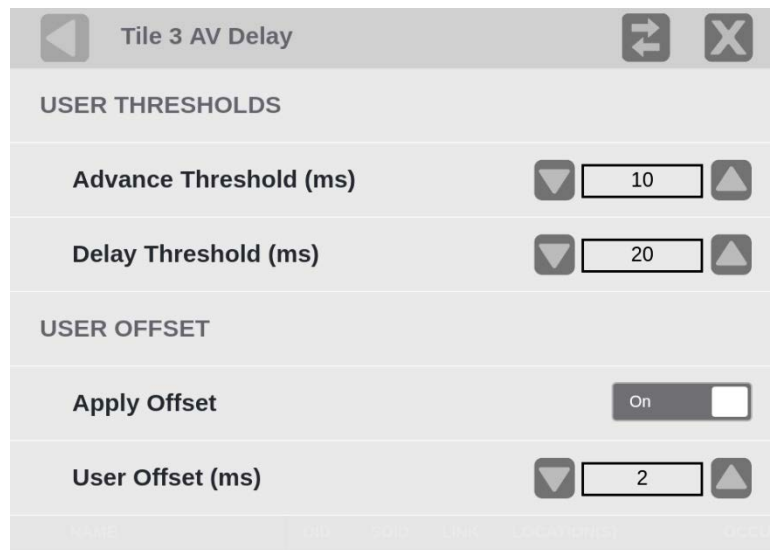 Tile 3 AV Delay
USER THRESHOLDS
Advance Threshold (ms) 10
Delay Threshold (ms) 20
USER OFFSET
Apply Offset On
User Offset (ms) 2
NAME